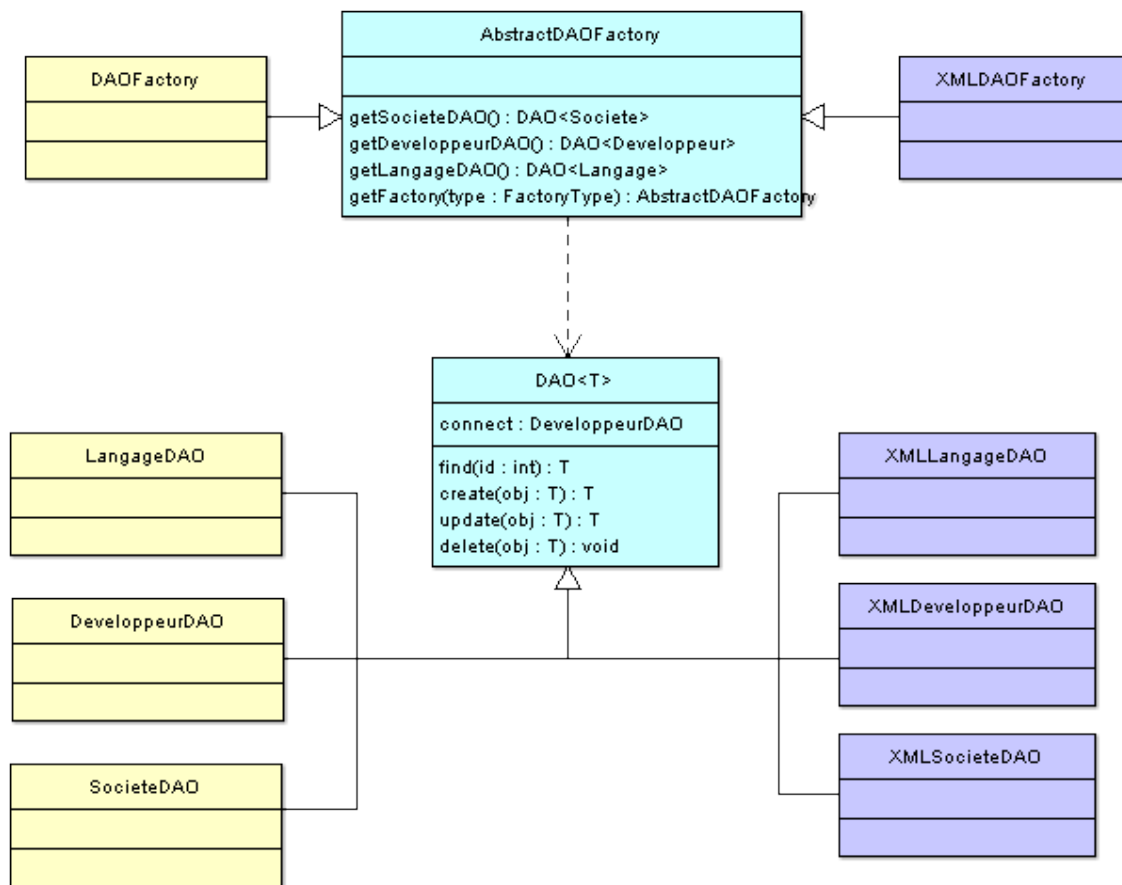 AbstractDAOFactory
DAOFactory
XMLDAOFactory
getSocieteDAO() : DAO<Societe>
getDeveloppeurDAO() : DAO<Developpeur>
getLangageDAO() : DAO<Langage>
getFactory(type : FactoryType) : AbstractDAOFactory
DAO<T>
connect : DeveloppeurDAO
find(id : int) : T
create(obj : T) : T
update(obj : T) : T
delete(obj : T) : void
LangageDAO
DeveloppeurDAO
SocieteDAO
XMLLangageDAO
XMLDeveloppeurDAO
XMLSocieteDAO